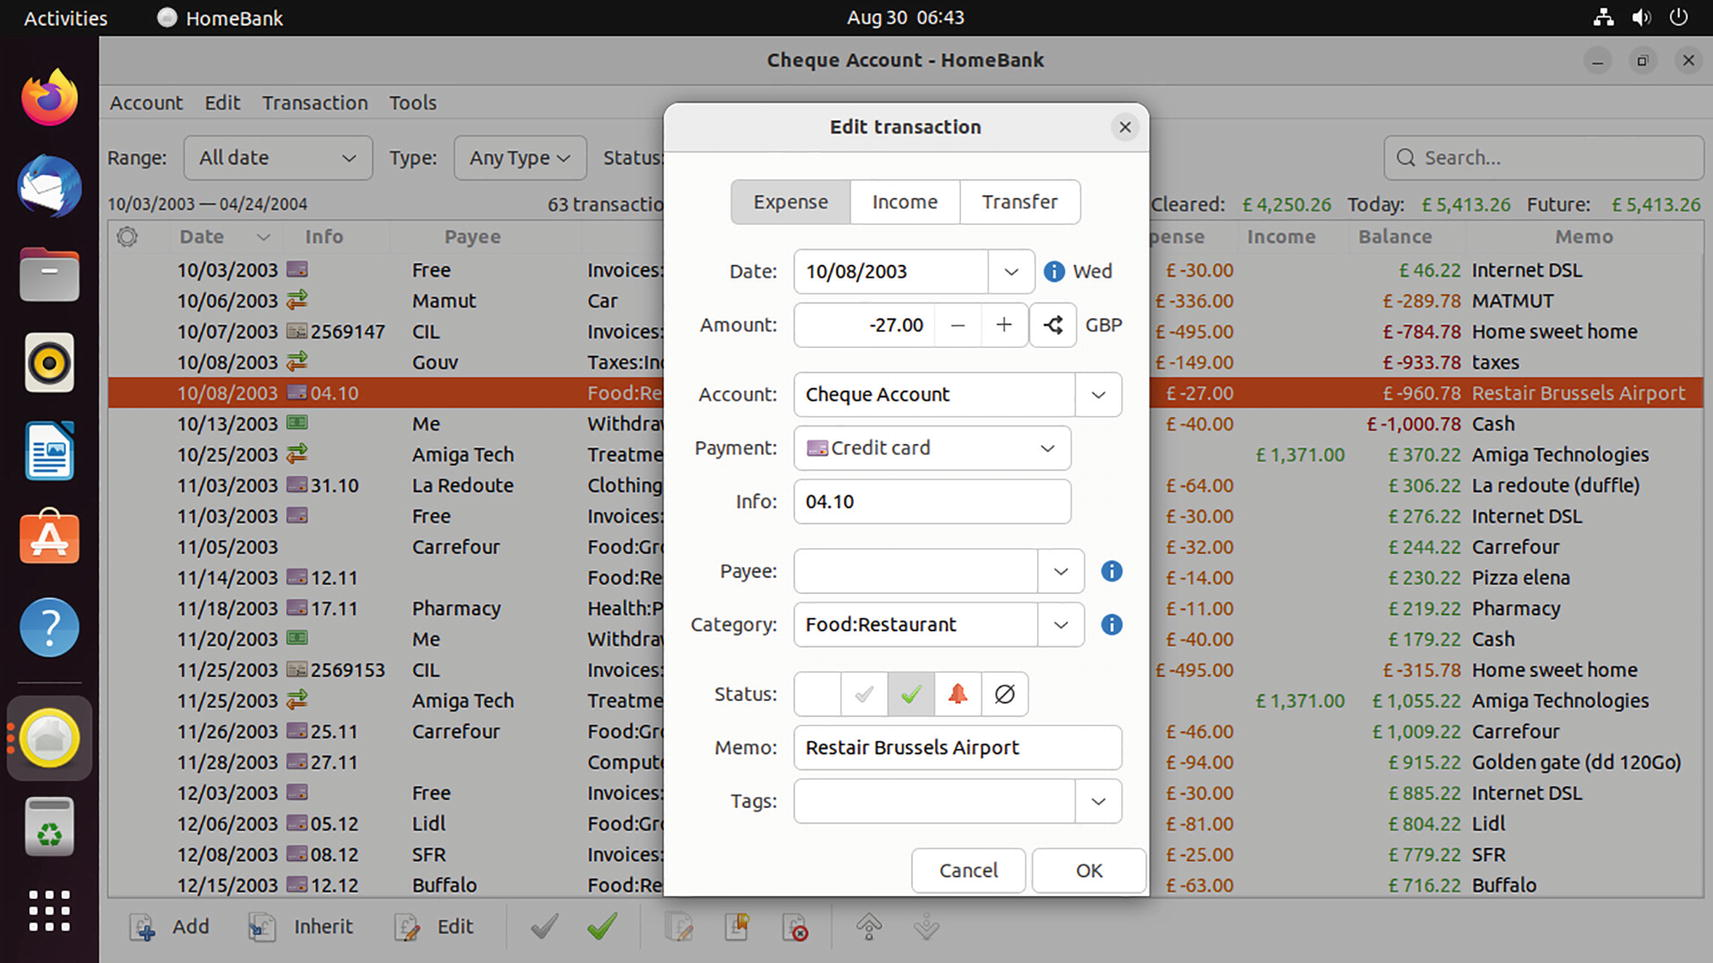 Activities HomeBank Aug 30 06:43
Cheque Account - HomeBank
Account Edit Transaction Tools
Edit transaction
Range: All date Type: Any Type Status: Search...
10/03/2003 — 04/24/2004 63 transactio Cleared: £ 4,250.26 Today: £ 5,413.26 Future: £ 5,413.26
Date Info Payee pense Income Balance Memo
10/03/2003 Free Invoices: £ -30.00 £ 46.22 Internet DSL
10/06/2003 Mamut Car £ -336.00 £ -289.78 MATMUT
10/07/2003 2569147 CIL Invoices: £ -495.00 £ -784.78 Home sweet home
10/08/2003 Gouv Taxes:In £ -149.00 £ -933.78 taxes
10/08/2003 04.10 Food:Re £ -27.00 £ -960.78 Restair Brussels Airport
10/13/2003 Me Withdraw £ -40.00 £ -1,000.78 Cash
10/25/2003 Amiga Tech Treatme £ 1,371.00 £ 370.22 Amiga Technologies
11/03/2003 31.10 La Redoute Clothing £ -64.00 £ 306.22 La redoute (duffle)
11/03/2003 Free Invoices: £ -30.00 £ 276.22 Internet DSL
11/05/2003 Carrefour Food:Gro £ -32.00 £ 244.22 Carrefour
11/14/2003 12.11 Food:Re £ -14.00 £ 230.22 Pizza elena
11/18/2003 17.11 Pharmacy Health:P £ -11.00 £ 219.22 Pharmacy
11/20/2003 Me Withdraw £ -40.00 £ 179.22 Cash
11/25/2003 2569153 CIL Invoices: £ -495.00 £ -315.78 Home sweet home
11/25/2003 Amiga Tech Treatme £ 1,371.00 £ 1,055.22 Amiga Technologies
11/26/2003 25.11 Carrefour Food:Gro £ -46.00 £ 1,009.22 Carrefour
11/28/2003 27.11 Compute £ -94.00 £ 915.22 Golden gate (dd 120Go)
12/03/2003 Free Invoices: £ -30.00 £ 885.22 Internet DSL
12/06/2003 05.12 Lidl Food:Gro £ -81.00 £ 804.22 Lidl
12/08/2003 08.12 SFR Invoices: £ -25.00 £ 779.22 SFR
12/15/2003 12.12 Buffalo Food:Re £ -63.00 £ 716.22 Buffalo
Expense Income Transfer
Date: 10/08/2003 Wed
Amount: -27.00 − + GBP
Account: Cheque Account
Payment: Credit card
Info: 04.10
Payee:
Category: Food:Restaurant
Status:
Memo: Restair Brussels Airport
Tags:
Cancel OK
Add Inherit Edit